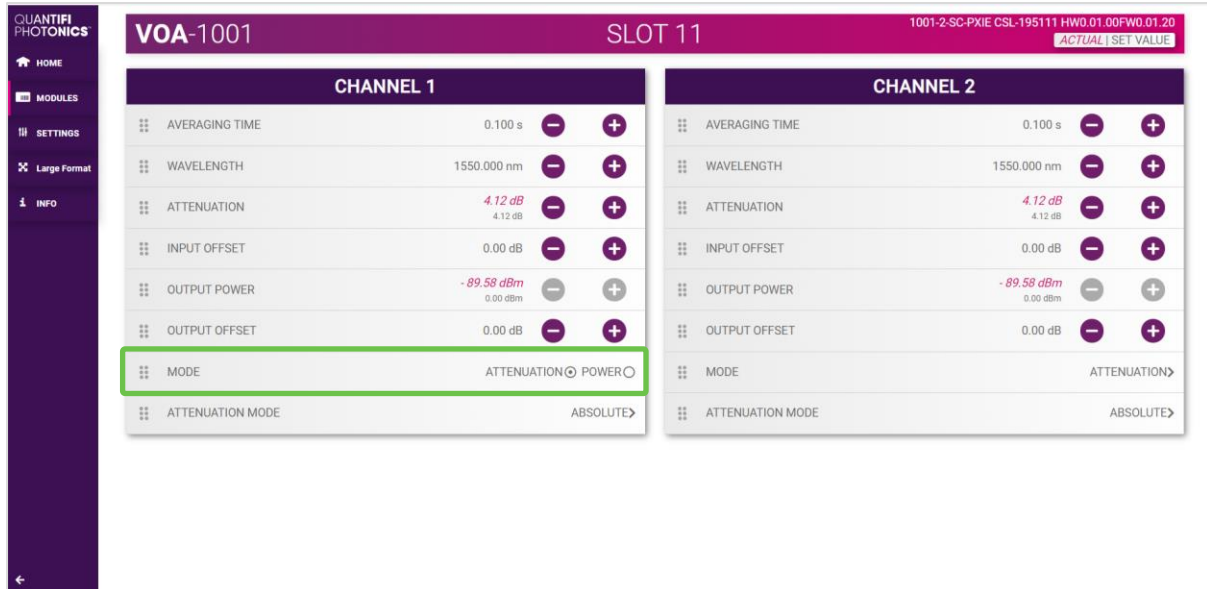 QUANTIFI
PHOTONICS™
HOME
MODULES
SETTINGS
Large Format
INFO
VOA-1001
SLOT 11
1001-2-SC-PXIE CSL-195111 HW0.01.00FW0.01.20
ACTUAL | SET VALUE
CHANNEL 1
AVERAGING TIME 0.100 s
WAVELENGTH 1550.000 nm
ATTENUATION 4.12 dB
4.12 dB
INPUT OFFSET 0.00 dB
OUTPUT POWER - 89.58 dBm
0.00 dBm
OUTPUT OFFSET 0.00 dB
MODE ATTENUATION POWER
ATTENUATION MODE ABSOLUTE
CHANNEL 2
AVERAGING TIME 0.100 s
WAVELENGTH 1550.000 nm
ATTENUATION 4.12 dB
4.12 dB
INPUT OFFSET 0.00 dB
OUTPUT POWER - 89.58 dBm
0.00 dBm
OUTPUT OFFSET 0.00 dB
MODE ATTENUATION
ATTENUATION MODE ABSOLUTE